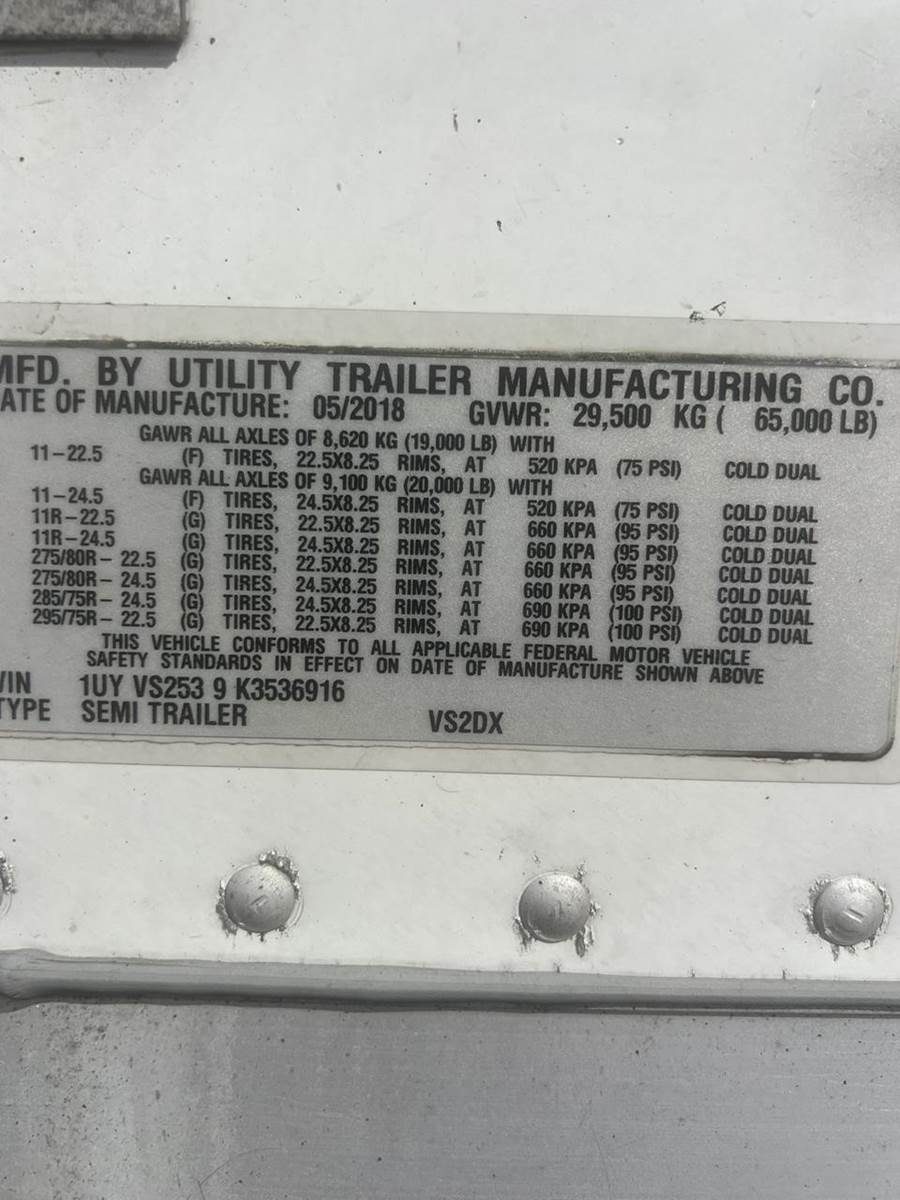 MFD. BY UTILITY TRAILER MANUFACTURING CO.
ATE OF MANUFACTURE: 05/2018 GVWR: 29,500 KG ( 65,000 LB)
GAWR ALL AXLES OF 8,620 KG (19,000 LB) WITH
11-22.5 (F) TIRES, 22.5X8.25 RIMS, AT 520 KPA (75 PSI) COLD DUAL
GAWR ALL AXLES OF 9,100 KG (20,000 LB) WITH
11-24.5 (F) TIRES, 24.5X8.25 RIMS, AT 520 KPA (75 PSI) COLD DUAL
11R-22.5 (G) TIRES, 22.5X8.25 RIMS, AT 660 KPA (95 PSI) COLD DUAL
11R-24.5 (G) TIRES, 24.5X8.25 RIMS, AT 660 KPA (95 PSI) COLD DUAL
275/80R- 22.5 (G) TIRES, 22.5X8.25 RIMS, AT 660 KPA (95 PSI) COLD DUAL
275/80R- 24.5 (G) TIRES, 24.5X8.25 RIMS, AT 660 KPA (95 PSI) COLD DUAL
285/75R- 24.5 (G) TIRES, 24.5X8.25 RIMS, AT 690 KPA (100 PSI) COLD DUAL
295/75R- 22.5 (G) TIRES, 22.5X8.25 RIMS, AT 690 KPA (100 PSI) COLD DUAL
THIS VEHICLE CONFORMS TO ALL APPLICABLE FEDERAL MOTOR VEHICLE
SAFETY STANDARDS IN EFFECT ON DATE OF MANUFACTURE SHOWN ABOVE
VIN 1UY VS253 9 K3536916
TYPE SEMI TRAILER VS2DX